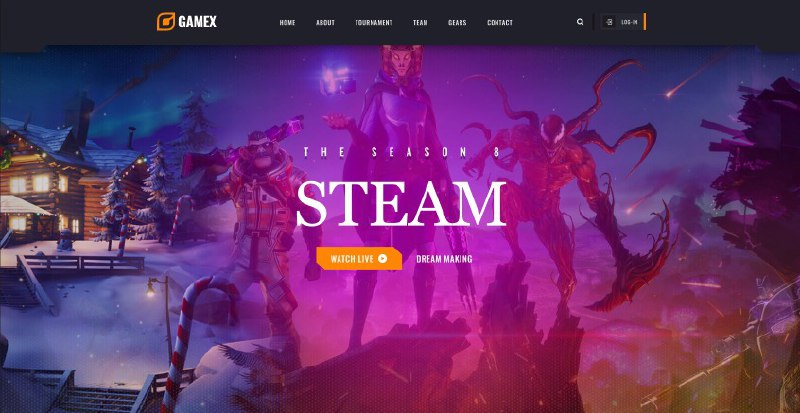 GAMEX
HOME ABOUT TOURNAMENT TEAM GEARS CONTACT
LOG-IN
THE SEASON 8
STEAM
WATCH LIVE DREAM MAKING